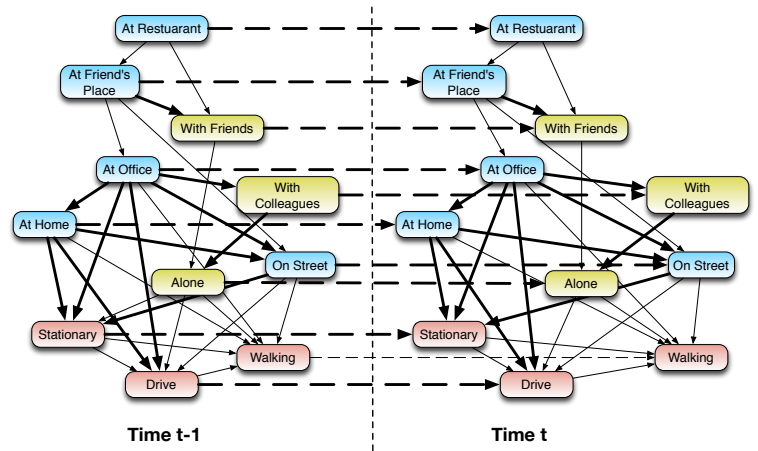 At Restuarant
At Friend's
Place
With Friends
At Office
With
Colleagues
At Home
On Street
Alone
Stationary
Walking
Drive
Time t-1
At Restuarant
At Friend's
Place
With Friends
At Office
With
Colleagues
At Home
On Street
Alone
Stationary
Walking
Drive
Time t